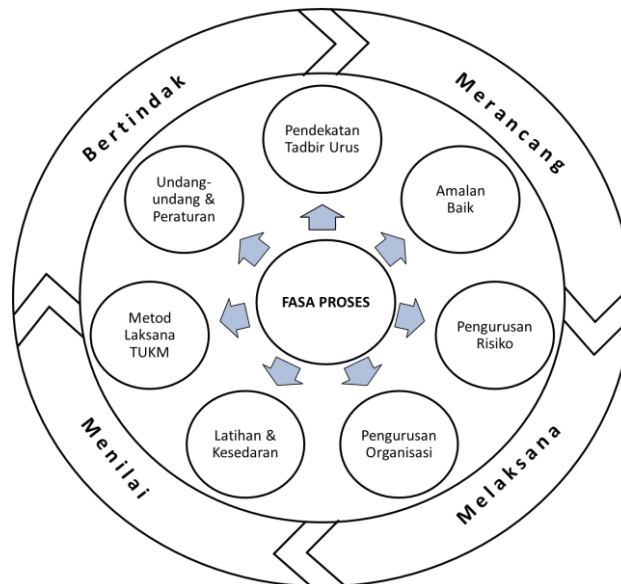 Bertindak
Merancang
Melaksana
Menilai
Pendekatan
Tadbir Urus
Amalan
Baik
Pengurusan
Risiko
Pengurusan
Organisasi
Latihan &
Kesedaran
Metod
Laksana
TUKM
Undang-
undang &
Peraturan
FASA PROSES